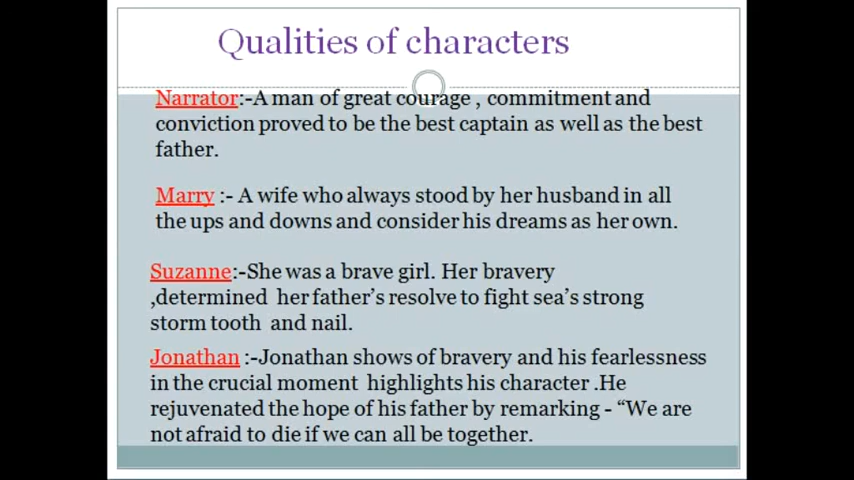 Qualities of characters
Narrator:-A man of great courage , commitment and
conviction proved to be the best captain as well as the best
father.
Marry :- A wife who always stood by her husband in all
the ups and downs and consider his dreams as her own.
Suzanne:-She was a brave girl. Her bravery
,determined her father's resolve to fight sea's strong
storm tooth and nail.
Jonathan :-Jonathan shows of bravery and his fearlessness
in the crucial moment highlights his character .He
rejuvenated the hope of his father by remarking - “We are
not afraid to die if we can all be together.